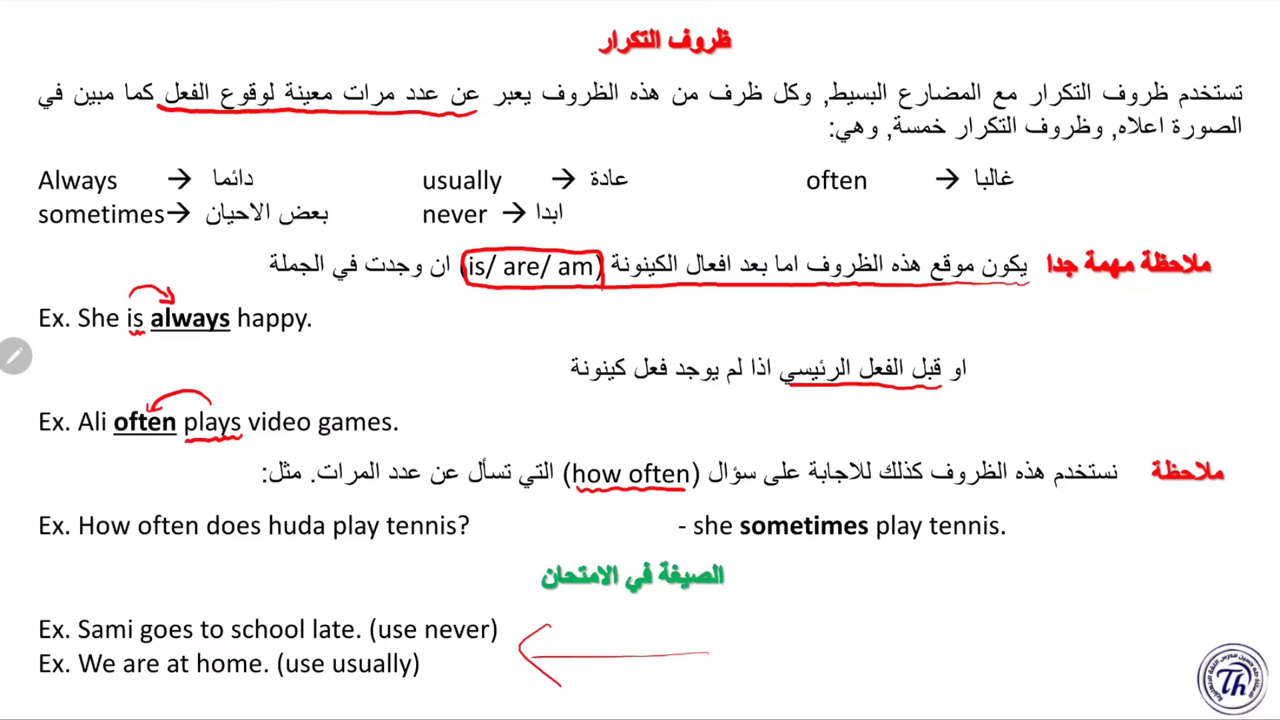 ظروف التكرار
تستخدم ظروف التكرار مع المضارع البسيط, وكل ظرف من هذه الظروف يعبر عن عدد مرات معينة لوقوع الفعل كما مبين في
الصورة اعلاه, وظروف التكرار خمسة, وهي:
Always → دائما usually → عادة often → غالبا
sometimes→ بعض الاحيان never → ابدا
ملاحظة مهمة جدا يكون موقع هذه الظروف اما بعد افعال الكينونة (is/ are/ am) ان وجدت في الجملة
Ex. She is always happy.
او قبل الفعل الرئيسي اذا لم يوجد فعل كينونة
Ex. Ali often plays video games.
ملاحظة نستخدم هذه الظروف كذلك للاجابة على سؤال (how often) التي تسأل عن عدد المرات. مثل:
Ex. How often does huda play tennis? - she sometimes play tennis.
الصيغة في الامتحان
Ex. Sami goes to school late. (use never)
Ex. We are at home. (use usually)
Th